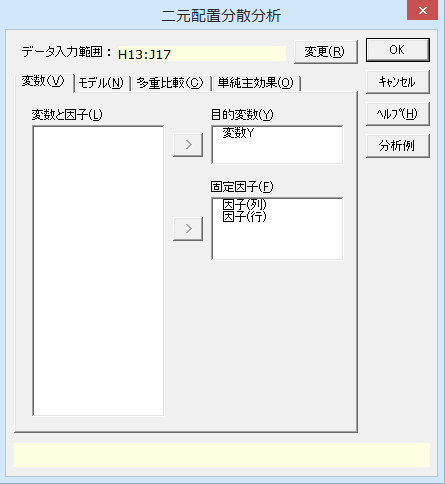 二元配置分散分析
データ入力範囲： H13:J17 変更(R) OK
変数(V) モデル(N) 多重比較(C) 単純主効果(O) ｷｬﾝｾﾙ
変数と因子(L) 目的変数(Y) ﾍﾙﾌﾟ(H)
> 変数Y 分析例
固定因子(F)
因子(列)
> 因子(行)